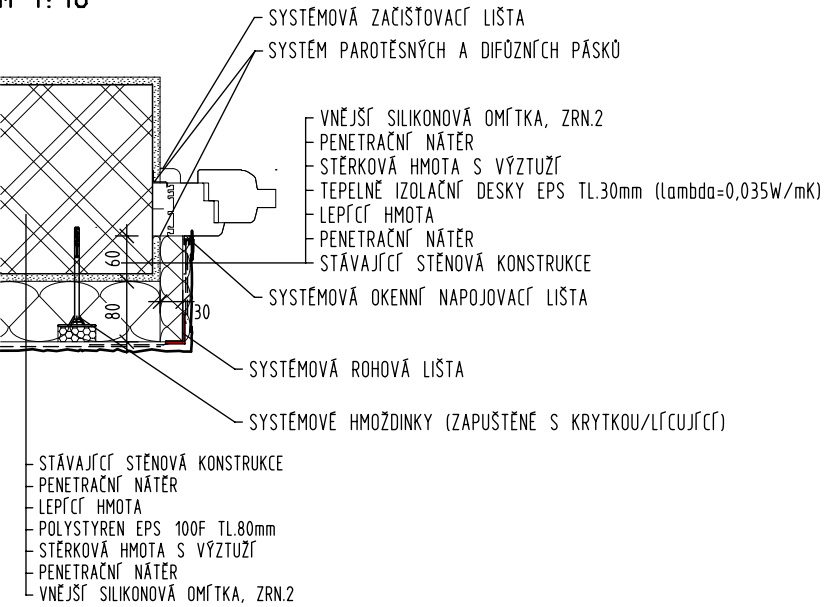 SYSTÉMOVÁ ZAČIŠŤOVACÍ LIŠTA
SYSTÉM PAROTĚSNÝCH A DIFŮZNÍCH PÁSKŮ
VNĚJŠÍ SILIKONOVÁ OMÍTKA, ZRN.2
PENETRAČNÍ NÁTĚR
STĚRKOVÁ HMOTA S VÝZTUŽÍ
TEPELNĚ IZOLAČNÍ DESKY EPS TL.30mm (lambda=0,035W/mK)
LEPÍCÍ HMOTA
PENETRAČNÍ NÁTĚR
STÁVAJÍCÍ STĚNOVÁ KONSTRUKCE
60
80
30
SYSTÉMOVÁ OKENNÍ NAPOJOVACÍ LIŠTA
SYSTÉMOVÁ ROHOVÁ LIŠTA
SYSTÉMOVÉ HMOŽDINKY (ZAPUŠTĚNÉ S KRYTKOU/LÍCUJÍCÍ)
STÁVAJÍCÍ STĚNOVÁ KONSTRUKCE
PENETRAČNÍ NÁTĚR
LEPÍCÍ HMOTA
POLYSTYREN EPS 100F TL.80mm
STĚRKOVÁ HMOTA S VÝZTUŽÍ
PENETRAČNÍ NÁTĚR
VNĚJŠÍ SILIKONOVÁ OMÍTKA, ZRN.2